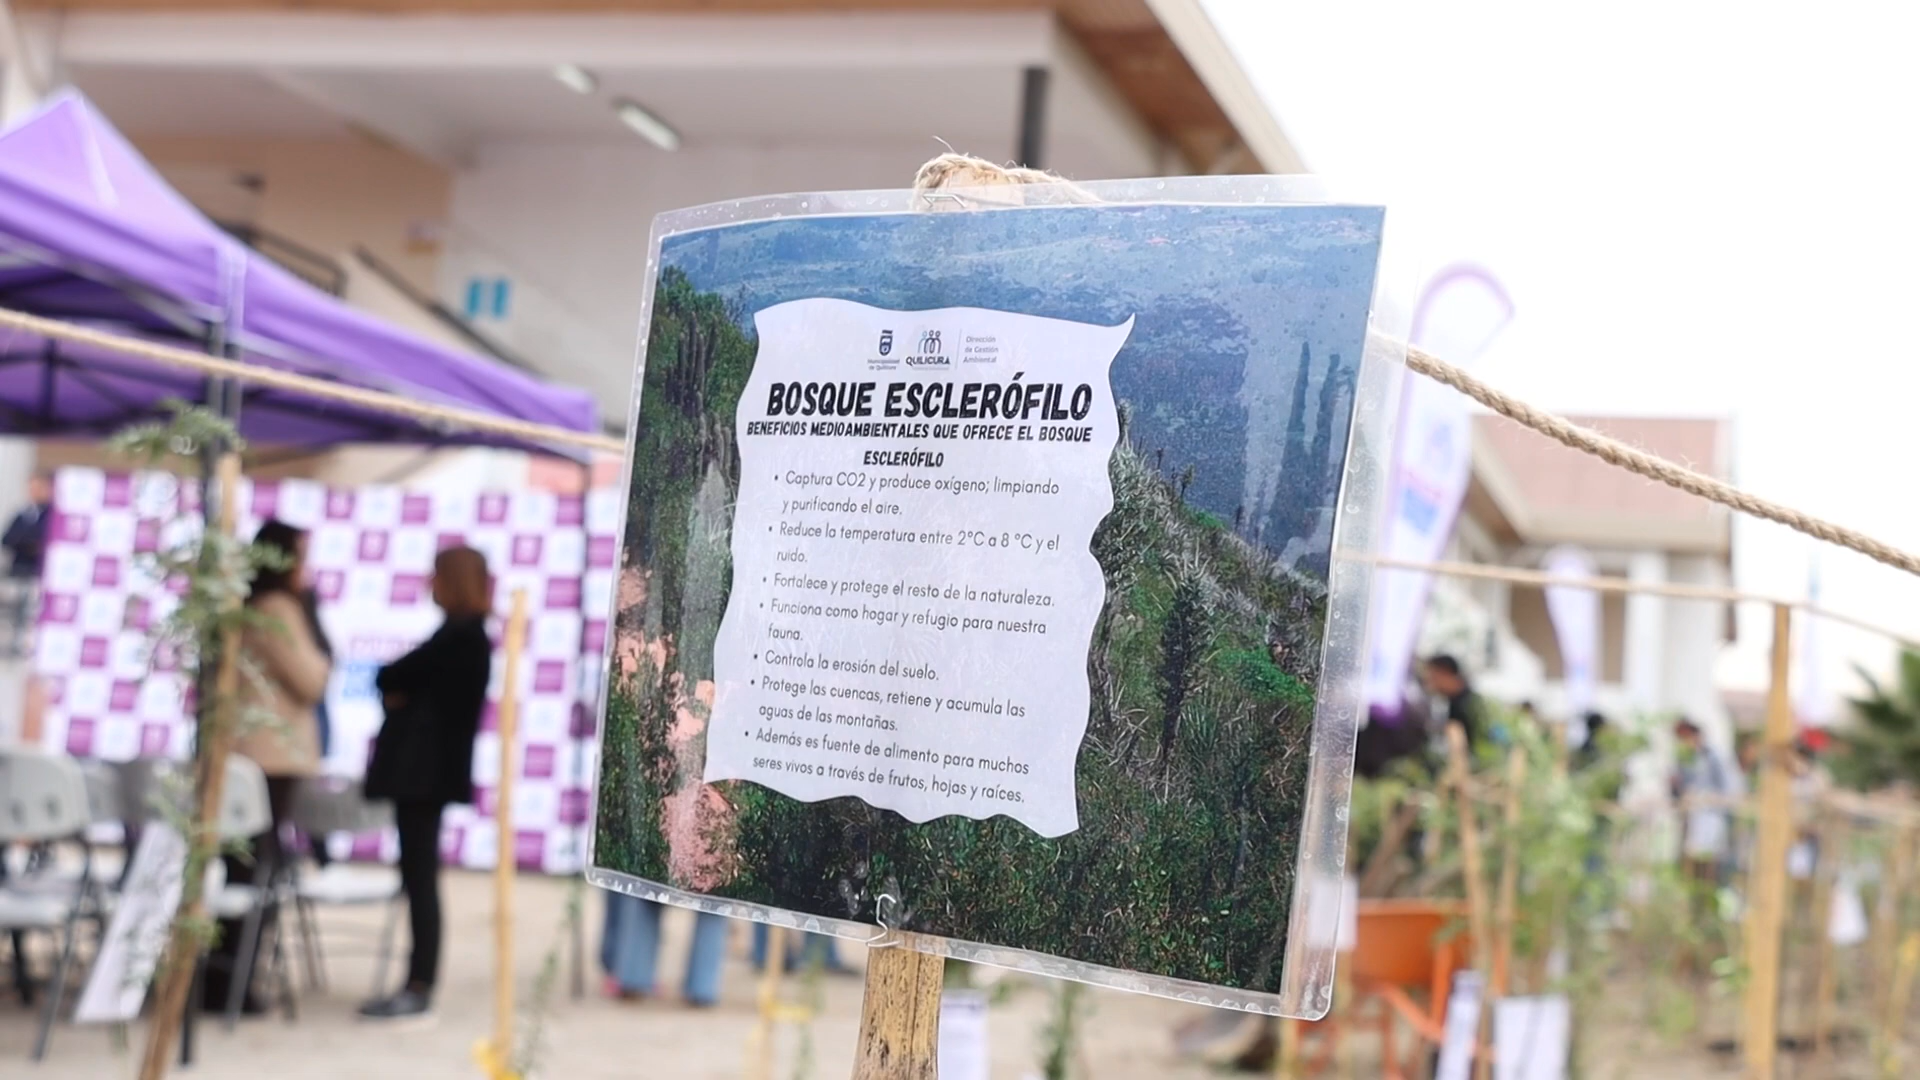 Municipalidad
de Quilicura
QUILICURA
Dirección
de Gestión
Ambiental
BOSQUE ESCLERÓFILO
BENEFICIOS MEDIOAMBIENTALES QUE OFRECE EL BOSQUE
ESCLERÓFILO
• Captura CO2 y produce oxígeno; limpiando
y purificando el aire.
• Reduce la temperatura entre 2°C a 8 °C y el
ruido.
• Fortalece y protege el resto de la naturaleza.
• Funciona como hogar y refugio para nuestra
fauna.
• Controla la erosión del suelo.
• Protege las cuencas, retiene y acumula las
aguas de las montañas.
• Además es fuente de alimento para muchos
seres vivos a través de frutos, hojas y raíces.